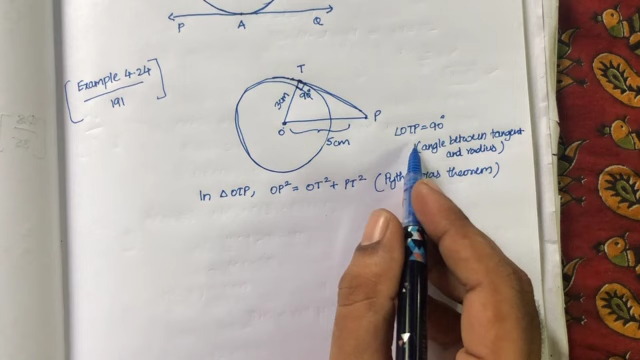 P A Q
Example 4.24
191
T
3cm 90°
O P
5cm
∠OTP = 90°
(angle between tangent
and radius)
In △OTP, OP² = OT² + PT² (Pythagoras theorem)